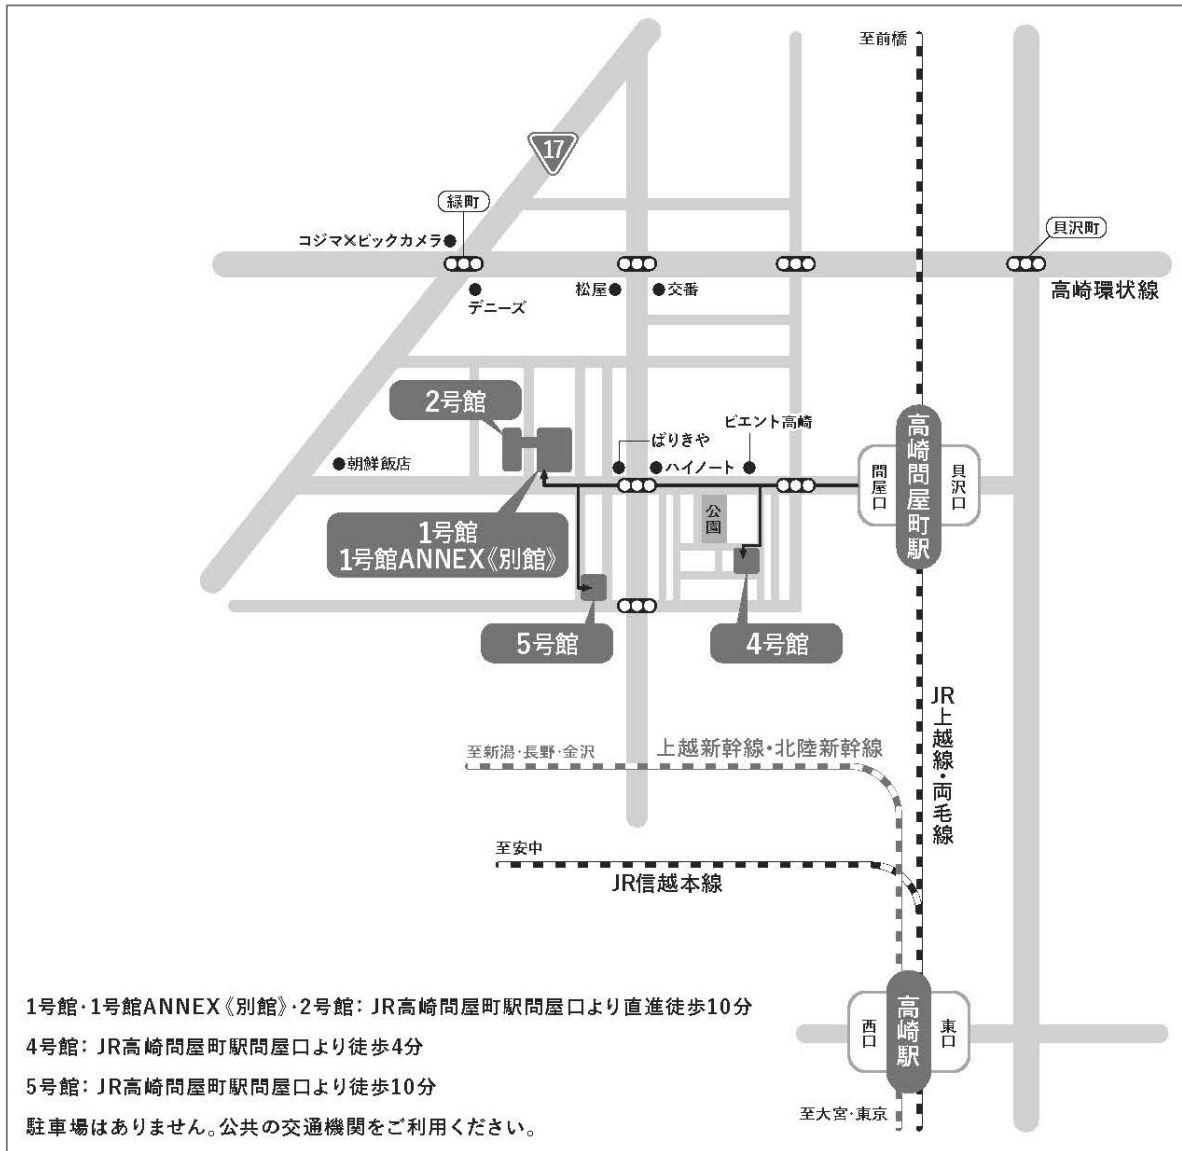 至前橋
17
緑町
コジマ×ビックカメラ
貝沢町
松屋
交番
デニーズ
高崎環状線
2号館
ビエント高崎
ばりきや
朝鮮飯店
ハイノート
問屋口
高崎問屋町駅
貝沢口
公園
1号館
1号館ANNEX《別館》
5号館
4号館
JR上越線・両毛線
至新潟・長野・金沢
上越新幹線・北陸新幹線
至安中
JR信越本線
1号館・1号館ANNEX《別館》・2号館：JR高崎問屋町駅問屋口より直進徒歩10分
4号館：JR高崎問屋町駅問屋口より徒歩4分
5号館：JR高崎問屋町駅問屋口より徒歩10分
駐車場はありません。公共の交通機関をご利用ください。
西口
高崎駅
東口
至大宮・東京